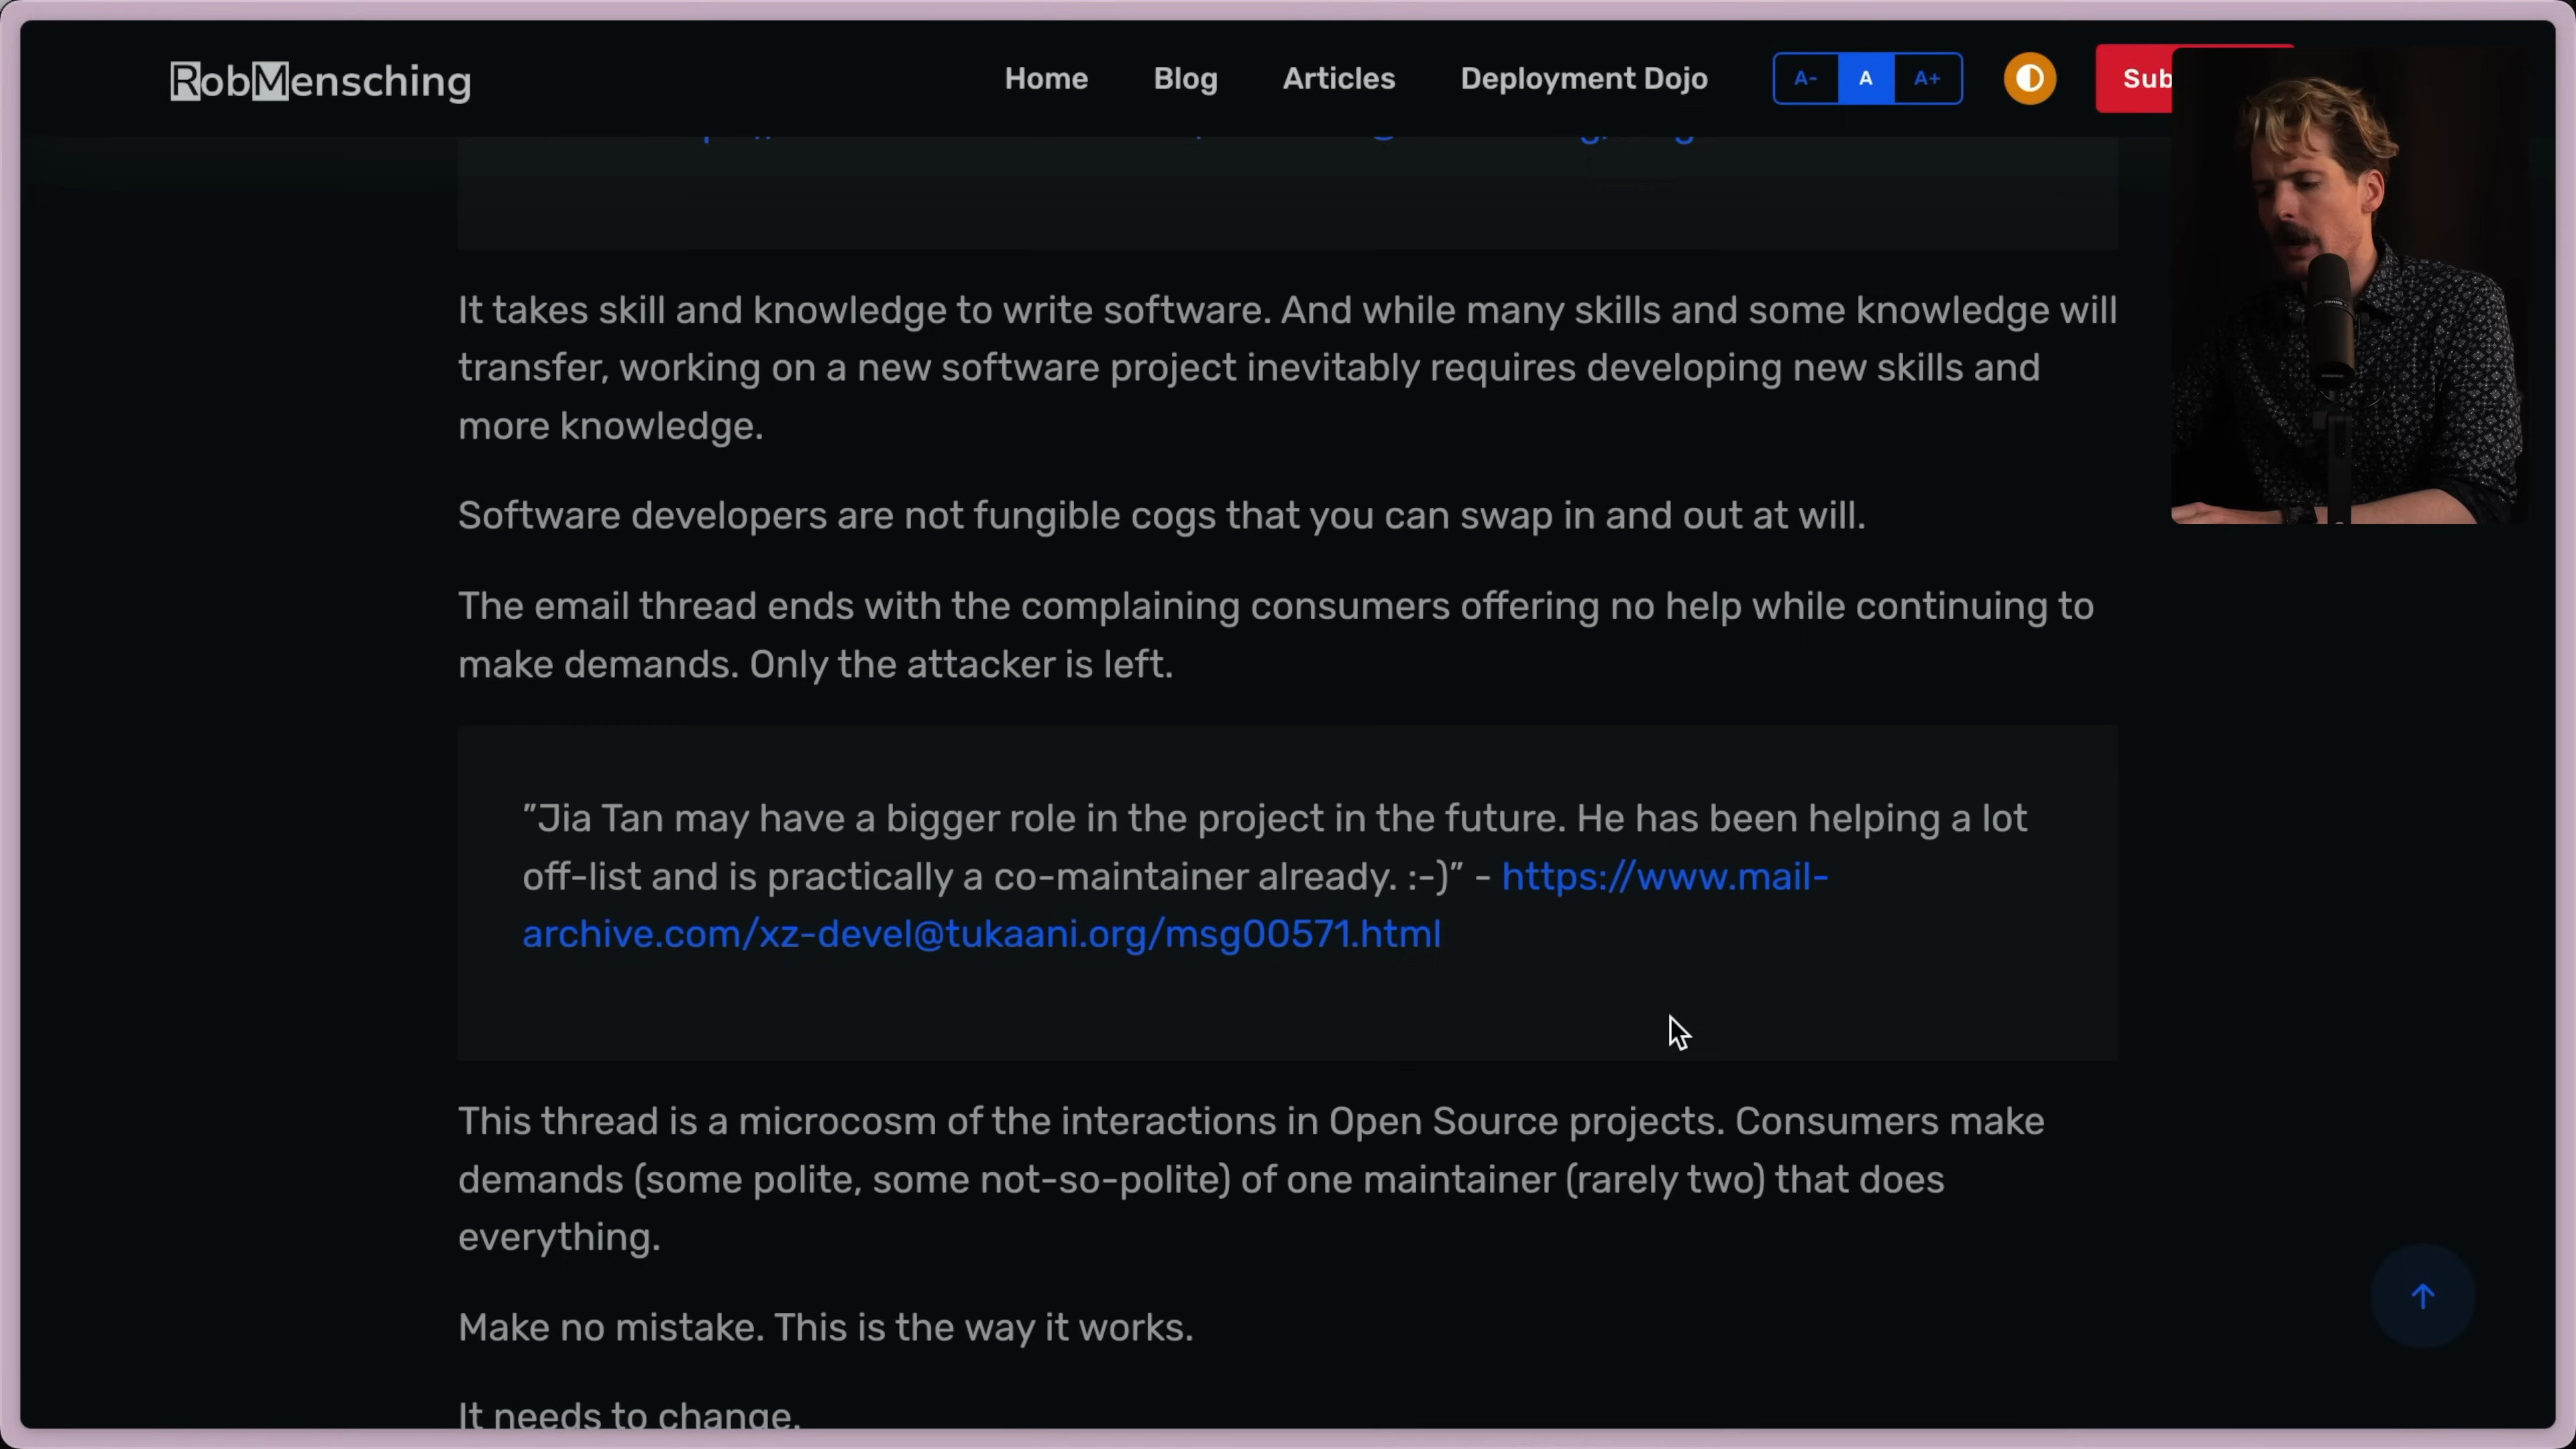 RobMensching
Home
Blog
Articles
Deployment Dojo
A-
A
A+
Sub
It takes skill and knowledge to write software. And while many skills and some knowledge will
transfer, working on a new software project inevitably requires developing new skills and
more knowledge.
Software developers are not fungible cogs that you can swap in and out at will.
The email thread ends with the complaining consumers offering no help while continuing to
make demands. Only the attacker is left.
"Jia Tan may have a bigger role in the project in the future. He has been helping a lot
off-list and is practically a co-maintainer already. :-)" - https://www.mail-
archive.com/xz-devel@tukaani.org/msg00571.html
This thread is a microcosm of the interactions in Open Source projects. Consumers make
demands (some polite, some not-so-polite) of one maintainer (rarely two) that does
everything.
Make no mistake. This is the way it works.
It needs to change.